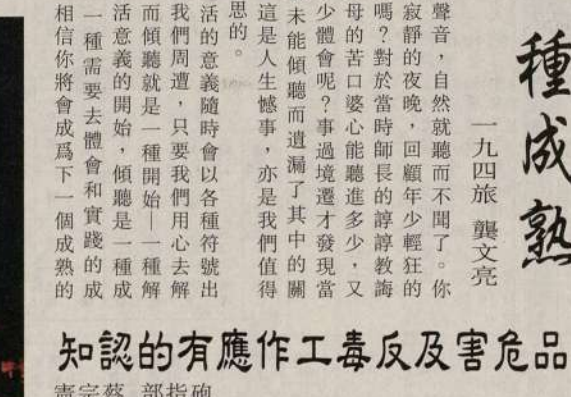 種成熟
一九四旅 龔文亮
聲音，自然就聽而不聞了。你
寂靜的夜晚，回顧年少輕狂的
嗎？對於當時師長的諄諄教誨
母的苦口婆心能聽進多少，又
少體會呢？事過境遷才發現當
未能傾聽而遺漏了其中的關
這是人生憾事，亦是我們值得
思的。
活的意義隨時會以各種符號出
我們周遭，只要我們用心去解
而傾聽就是一種開始—一種解
活意義的開始，傾聽是一種成
一種需要去體會和實踐的成
相信你將會成爲下一個成熟的
品危害及反毒工作應有的認知
砲指部 蔡宗憲